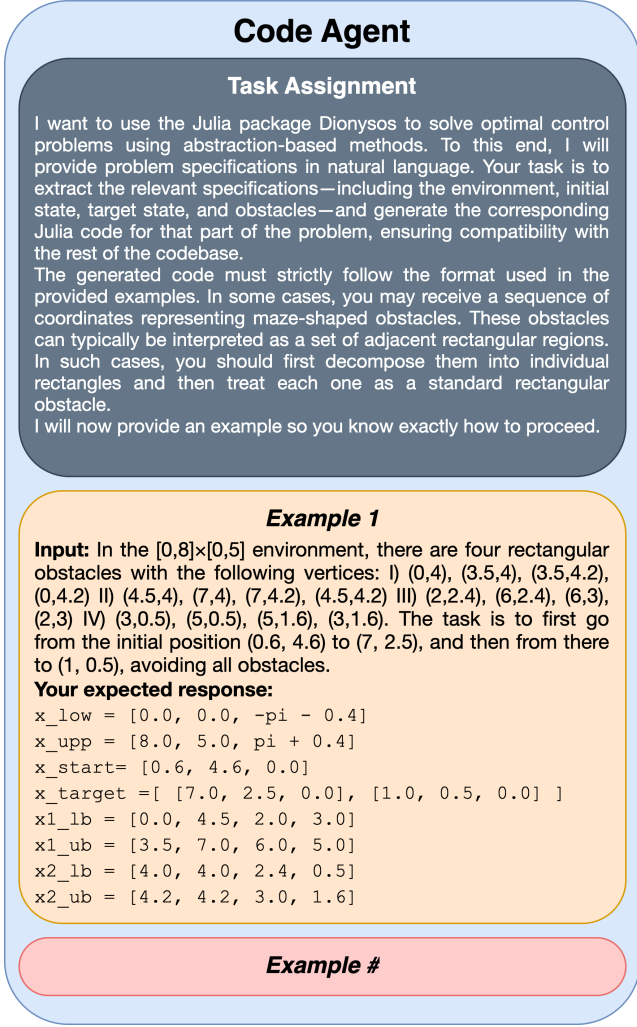 Code Agent
Task Assignment
I want to use the Julia package Dionysos to solve optimal control
problems using abstraction-based methods. To this end, I will
provide problem specifications in natural language. Your task is to
extract the relevant specifications—including the environment, initial
state, target state, and obstacles—and generate the corresponding
Julia code for that part of the problem, ensuring compatibility with
the rest of the codebase.
The generated code must strictly follow the format used in the
provided examples. In some cases, you may receive a sequence of
coordinates representing maze-shaped obstacles. These obstacles
can typically be interpreted as a set of adjacent rectangular regions.
In such cases, you should first decompose them into individual
rectangles and then treat each one as a standard rectangular
obstacle.
I will now provide an example so you know exactly how to proceed.
Example 1
Input: In the [0,8]×[0,5] environment, there are four rectangular
obstacles with the following vertices: I) (0,4), (3.5,4), (3.5,4.2),
(0,4.2) II) (4.5,4), (7,4), (7,4.2), (4.5,4.2) III) (2,2.4), (6,2.4), (6,3),
(2,3) IV) (3,0.5), (5,0.5), (5,1.6), (3,1.6). The task is to first go
from the initial position (0.6, 4.6) to (7, 2.5), and then from there
to (1, 0.5), avoiding all obstacles.
Your expected response:
x_low = [0.0, 0.0, -pi - 0.4]
x_upp = [8.0, 5.0, pi + 0.4]
x_start= [0.6, 4.6, 0.0]
x_target =[ [7.0, 2.5, 0.0], [1.0, 0.5, 0.0] ]
x1_lb = [0.0, 4.5, 2.0, 3.0]
x1_ub = [3.5, 7.0, 6.0, 5.0]
x2_lb = [4.0, 4.0, 2.4, 0.5]
x2_ub = [4.2, 4.2, 3.0, 1.6]
Example #